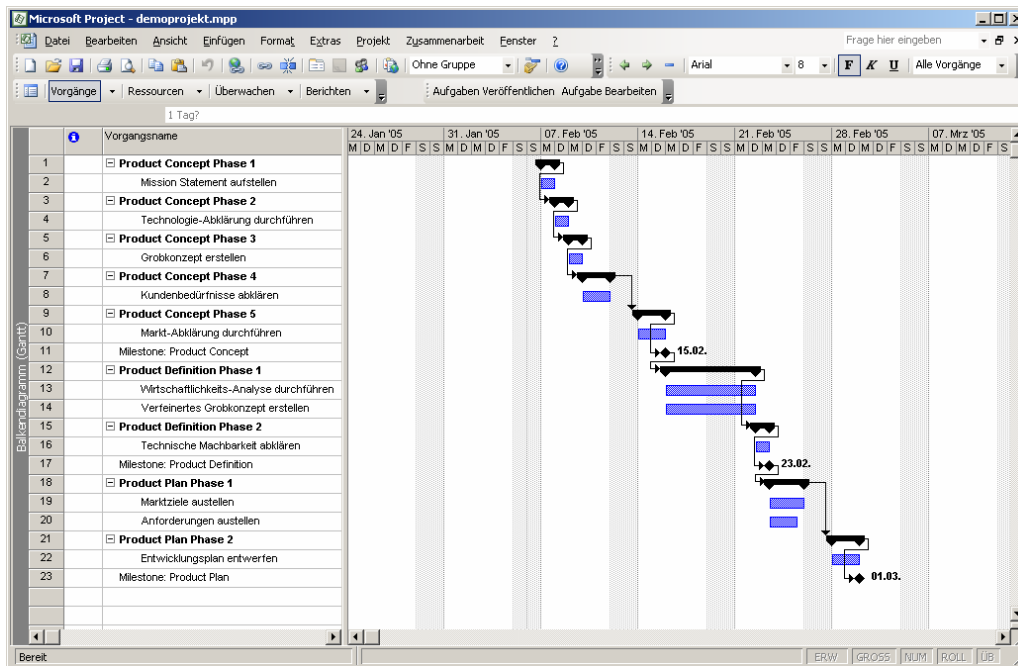 Microsoft Project - demoprojekt.mpp
Datei Bearbeiten Ansicht Einfügen Format Extras Projekt Zusammenarbeit Fenster ? Frage hier eingeben
Ohne Gruppe Arial 8 F K U Alle Vorgänge
Vorgänge Ressourcen Überwachen Berichten Aufgaben Veröffentlichen Aufgabe Bearbeiten
1 Tag?
Vorgangsname 24. Jan '05 31. Jan '05 07. Feb '05 14. Feb '05 21. Feb '05 28. Feb '05 07. Mrz '05
M D M D F S S M D M D F S S M D M D F S S M D M D F S S M D M D F S S M D M D F S S M D M D F S
1 Product Concept Phase 1
2 Mission Statement aufstellen
3 Product Concept Phase 2
4 Technologie-Abklärung durchführen
5 Product Concept Phase 3
6 Grobkonzept erstellen
7 Product Concept Phase 4
8 Kundenbedürfnisse abklären
9 Product Concept Phase 5
10 Markt-Abklärung durchführen
11 Milestone: Product Concept 15.02.
12 Product Definition Phase 1
13 Wirtschaftlichkeits-Analyse durchführen
14 Verfeinertes Grobkonzept erstellen
15 Product Definition Phase 2
16 Technische Machbarkeit abklären
17 Milestone: Product Definition 23.02.
18 Product Plan Phase 1
19 Marktziele austellen
20 Anforderungen austellen
21 Product Plan Phase 2
22 Entwicklungsplan entwerfen
23 Milestone: Product Plan 01.03.
Balkendiagramm (Gantt)
Bereit ERW GROSS NUM ROLL ÜB